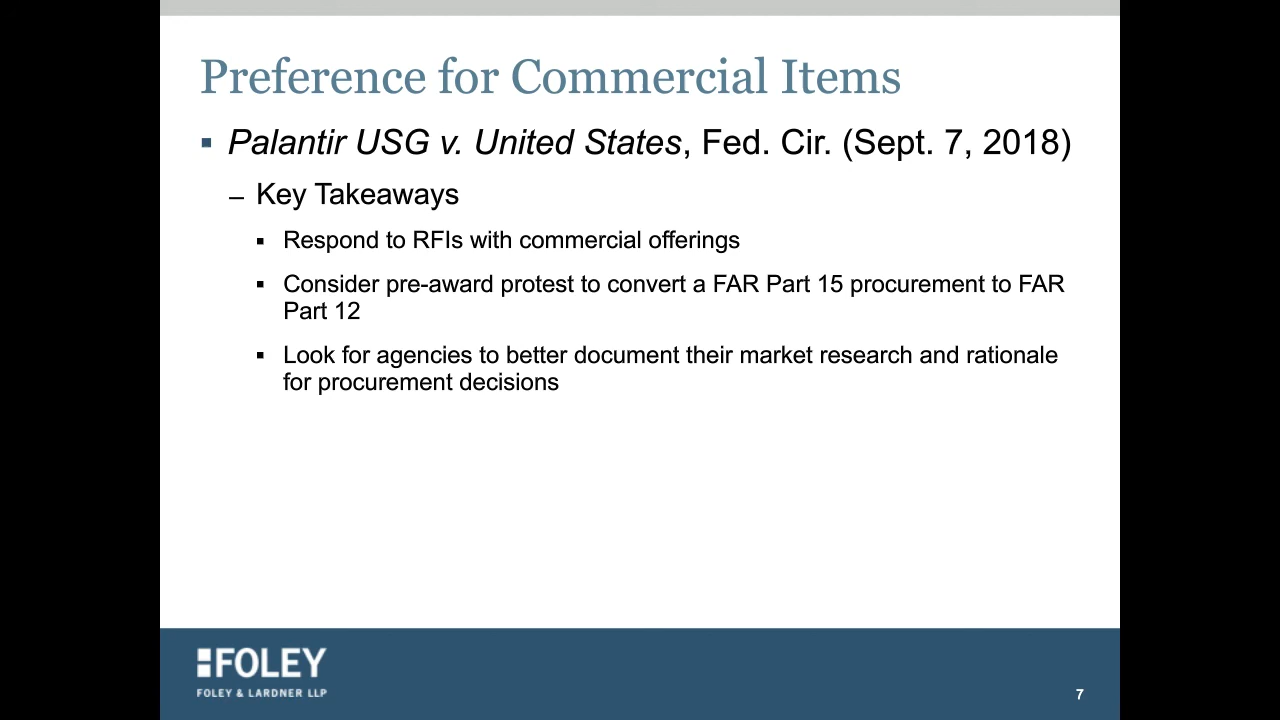 Preference for Commercial Items
▪ Palantir USG v. United States, Fed. Cir. (Sept. 7, 2018)
– Key Takeaways
▪ Respond to RFIs with commercial offerings
▪ Consider pre-award protest to convert a FAR Part 15 procurement to FAR
Part 12
▪ Look for agencies to better document their market research and rationale
for procurement decisions
FOLEY
FOLEY & LARDNER LLP
7